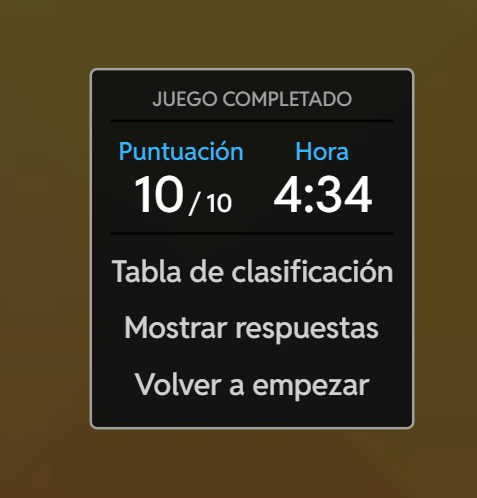 JUEGO COMPLETADO
Puntuación Hora
10 / 10 4:34
Tabla de clasificación
Mostrar respuestas
Volver a empezar